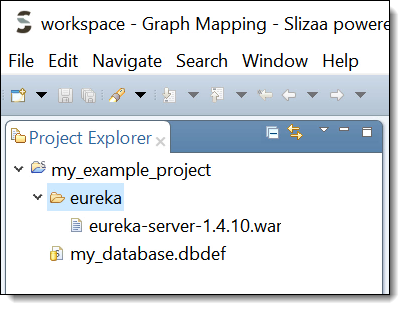 workspace - Graph Mapping - Slizaa powere
File Edit Navigate Search Window Help
Project Explorer
my_example_project
eureka
eureka-server-1.4.10.war
my_database.dbdef